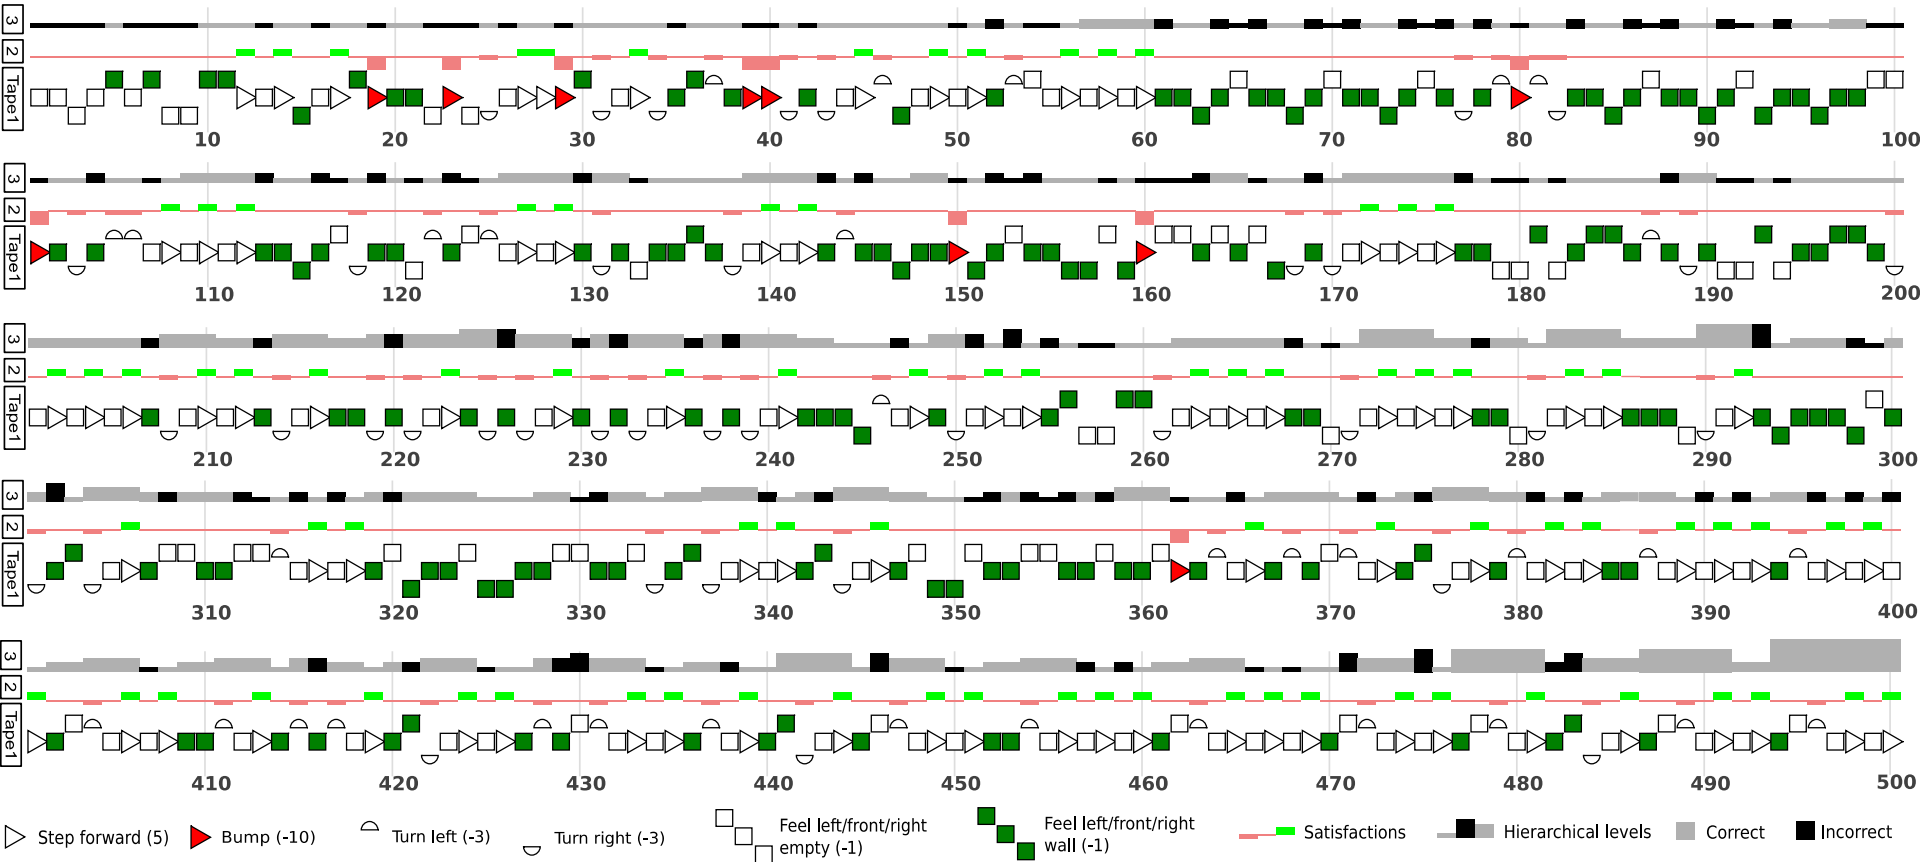 3
2
Tape1
10 20 30 40 50 60 70 80 90 100
3
2
Tape1
110 120 130 140 150 160 170 180 190 200
3
2
Tape1
210 220 230 240 250 260 270 280 290 300
3
2
Tape1
310 320 330 340 350 360 370 380 390 400
3
2
Tape1
410 420 430 440 450 460 470 480 490 500
Step forward (5) Bump (-10) Turn left (-3) Turn right (-3) Feel left/front/right
empty (-1)
Feel left/front/right
wall (-1)
Satisfactions Hierarchical levels Correct Incorrect